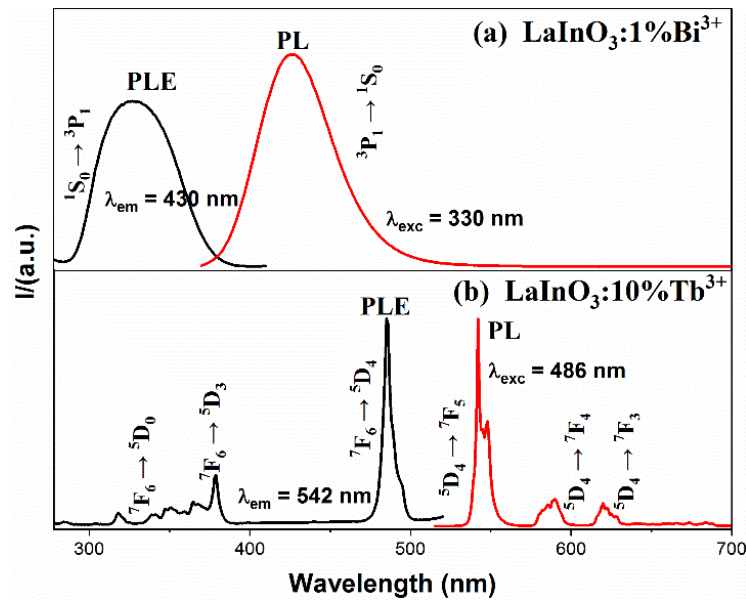 (a) LaInO₃:1%Bi³⁺
PLE
PL
¹S₀ → ³P₁
³P₁ → ¹S₀
λem = 430 nm
λexc = 330 nm
(b) LaInO₃:10%Tb³⁺
PLE
PL
λexc = 486 nm
⁷F₆ → ⁵D₀
⁷F₆ → ⁵D₃
⁷F₆ → ⁵D₄
⁵D₄ → ⁷F₅
⁵D₄ → ⁷F₄
⁵D₄ → ⁷F₃
λem = 542 nm
I/(a.u.)
300 400 500 600 700
Wavelength (nm)